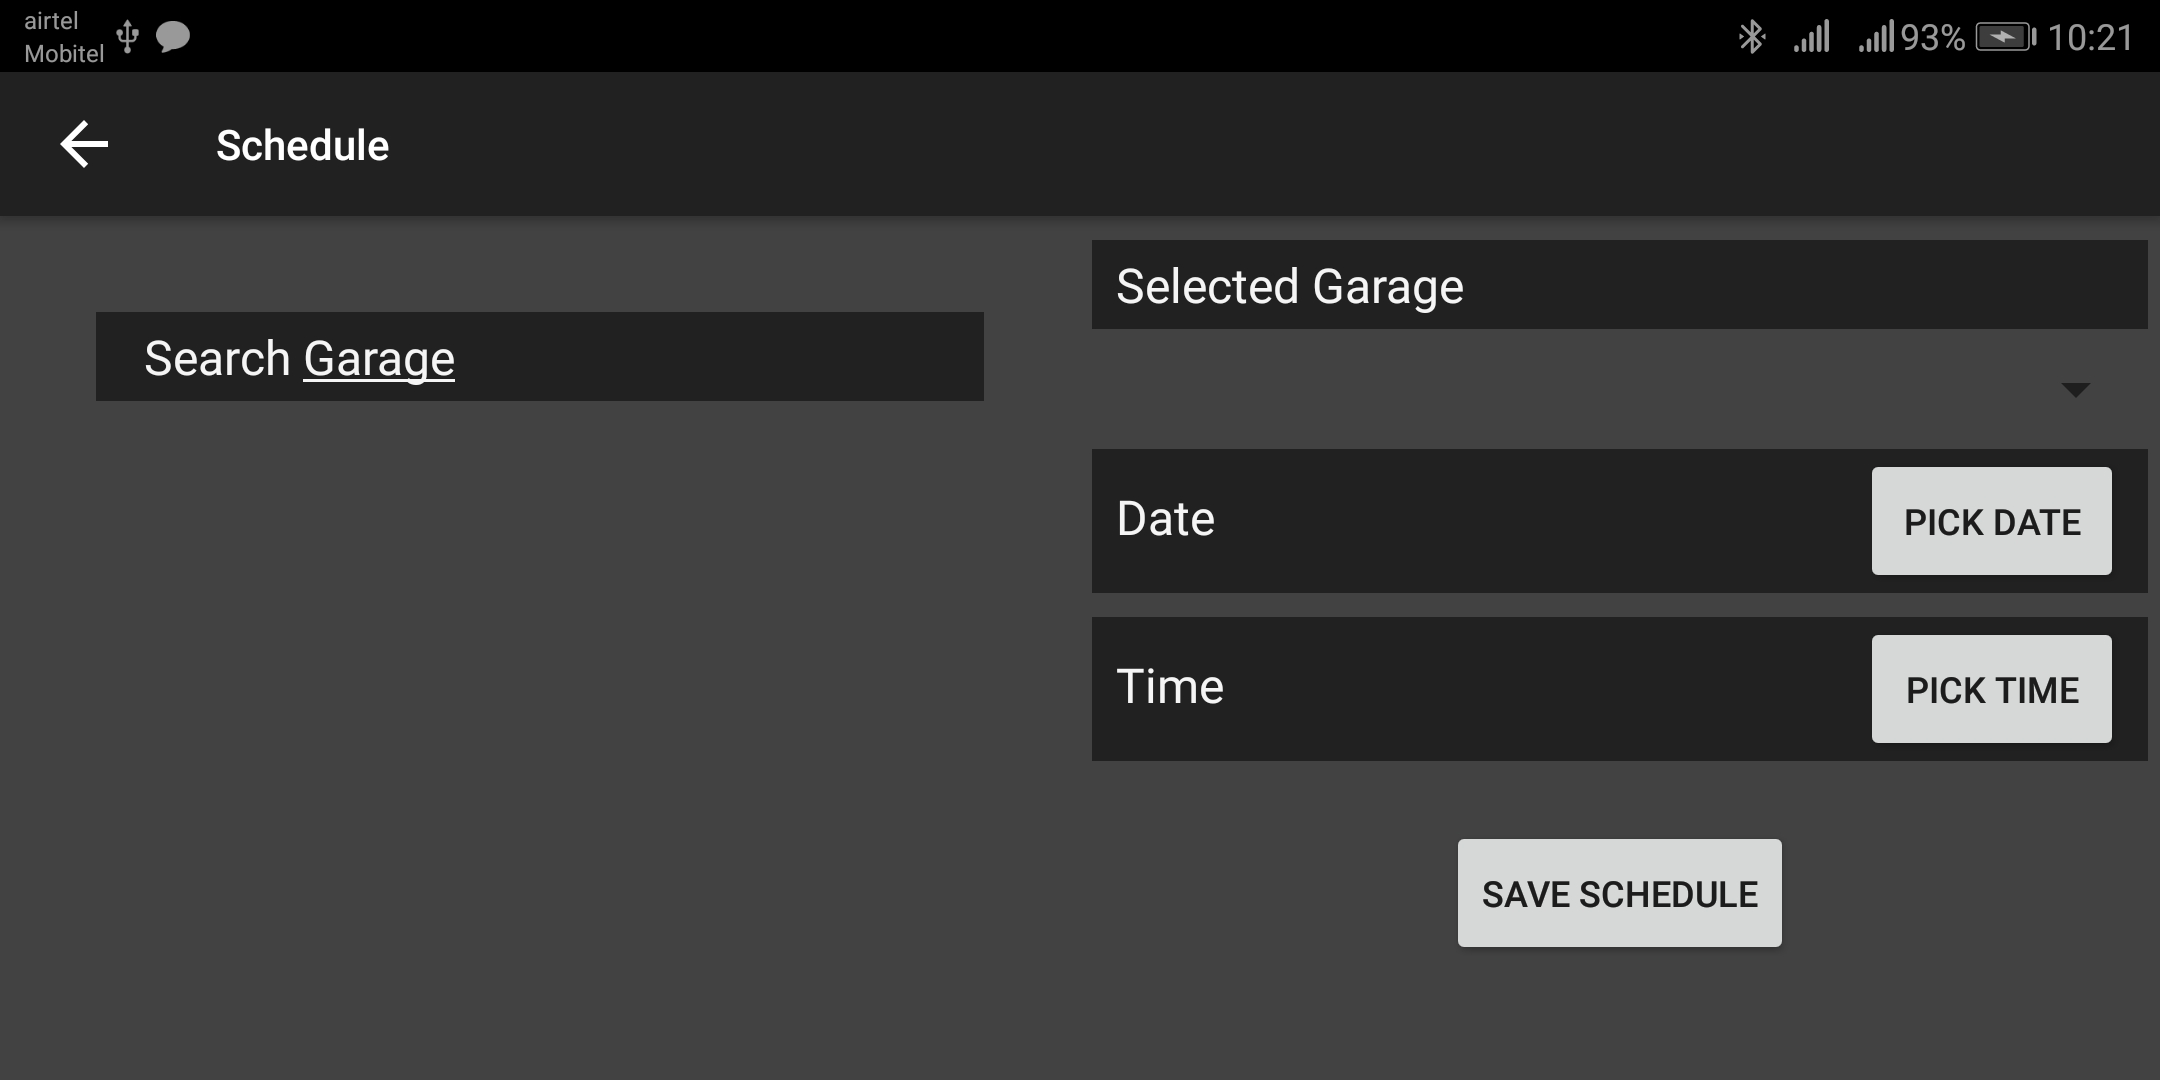 airtel
Mobitel
93% 10:21
Schedule
Search Garage
Selected Garage
Date
PICK DATE
Time
PICK TIME
SAVE SCHEDULE